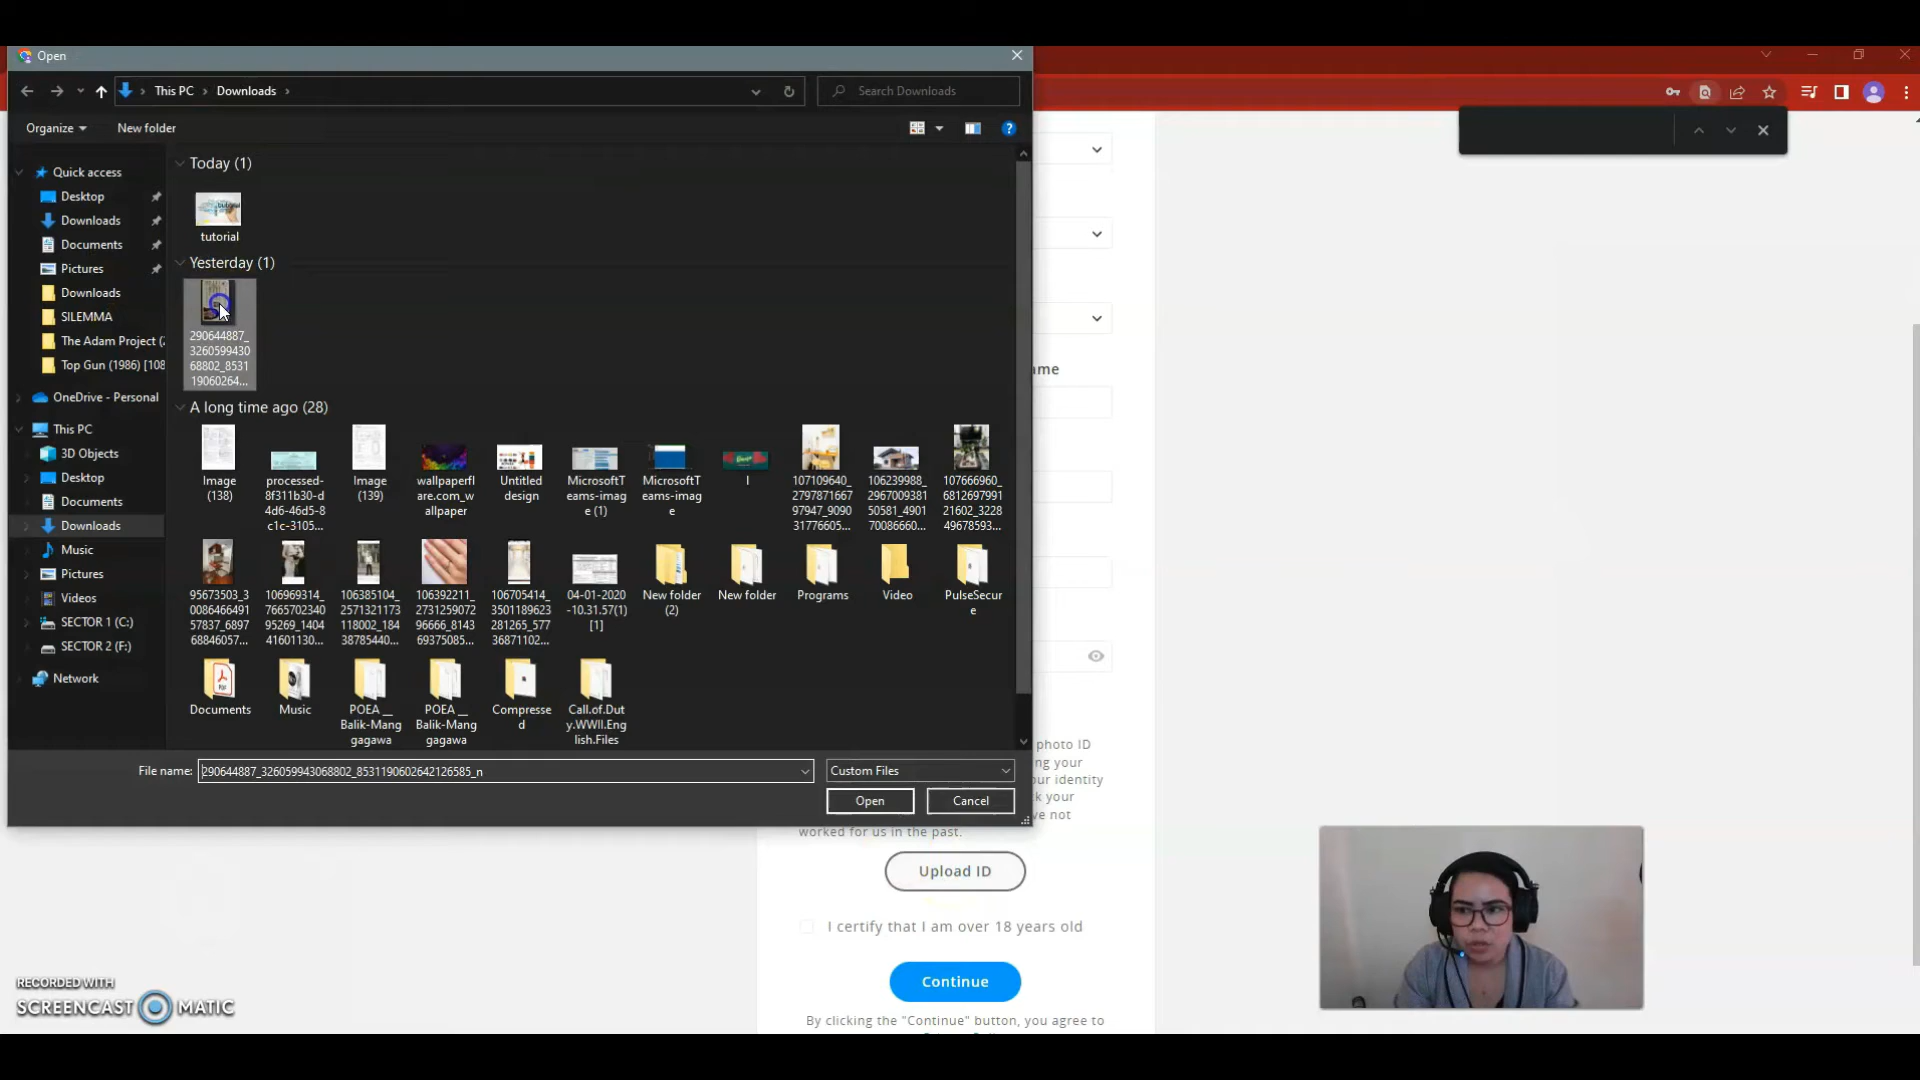 Open
This PC > Downloads >
Search Downloads
Organize
New folder
Quick access
Desktop
Downloads
Documents
Pictures
Downloads
SILEMMA
The Adam Project (2
Top Gun (1986) [108
OneDrive - Personal
This PC
3D Objects
Desktop
Documents
Downloads
Music
Pictures
Videos
SECTOR 1 (C:)
SECTOR 2 (F:)
Network
Today (1)
tutorial
Yesterday (1)
290644887_
3260599430
68802_8531
19060264...
A long time ago (28)
Image
(138)
processed-
8f311b30-d
4d6-46d5-8
c1c-3105...
Image
(139)
wallpaperfl
are.com_w
allpaper
Untitled
design
MicrosoftT
eams-imag
e (1)
MicrosoftT
eams-imag
e
I
107109640_
2797871667
97947_9090
31776605...
106239988_
2967009381
50581_4901
70086660...
107666960_
6812697991
21602_3228
49678593...
95673503_3
0086466491
57837_6897
68846057...
106969314_
7665702340
95269_1404
41601130...
106385104_
2571321173
118002_184
38785440...
106392211_
2731259072
96666_8143
69375085...
106705414_
3501189623
281265_577
36871102...
04-01-2020
-10.31.57(1)
[1]
New folder
(2)
New folder
Programs
Video
PulseSecur
e
Documents
Music
POEA __
Balik-Mang
gagawa
POEA __
Balik-Mang
gagawa
Compresse
d
Call.of.Dut
y.WWII.Eng
lish.Files
File name:
290644887_326059943068802_8531190602642126585_n
Custom Files
Open
Cancel
ame
photo ID
ng your
ur identity
k your
ve not
worked for us in the past.
Upload ID
I certify that I am over 18 years old
Continue
By clicking the "Continue" button, you agree to
RECORDED WITH
SCREENCAST MATIC